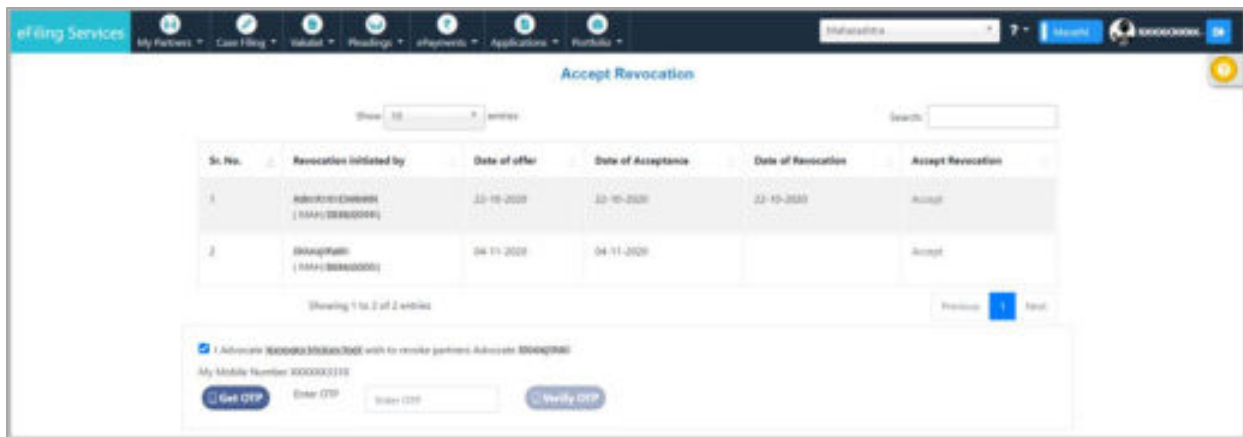 eFiling Services
My Partners Case Filing Vakalat Pleadings ePayments Applications Portfolio Maharashtra ?
Accept Revocation
Show 10 entries Search:
Sr. No. Revocation initiated by Date of offer Date of Acceptance Date of Revocation Accept Revocation
1 22-10-2020 22-10-2020 22-10-2020 Accept
2 04-11-2020 04-11-2020 Accept
Showing 1 to 2 of 2 entries Previous 1 Next
I Advocate wish to revoke partners Advocate
My Mobile Number
Get OTP Enter OTP Enter OTP Verify OTP